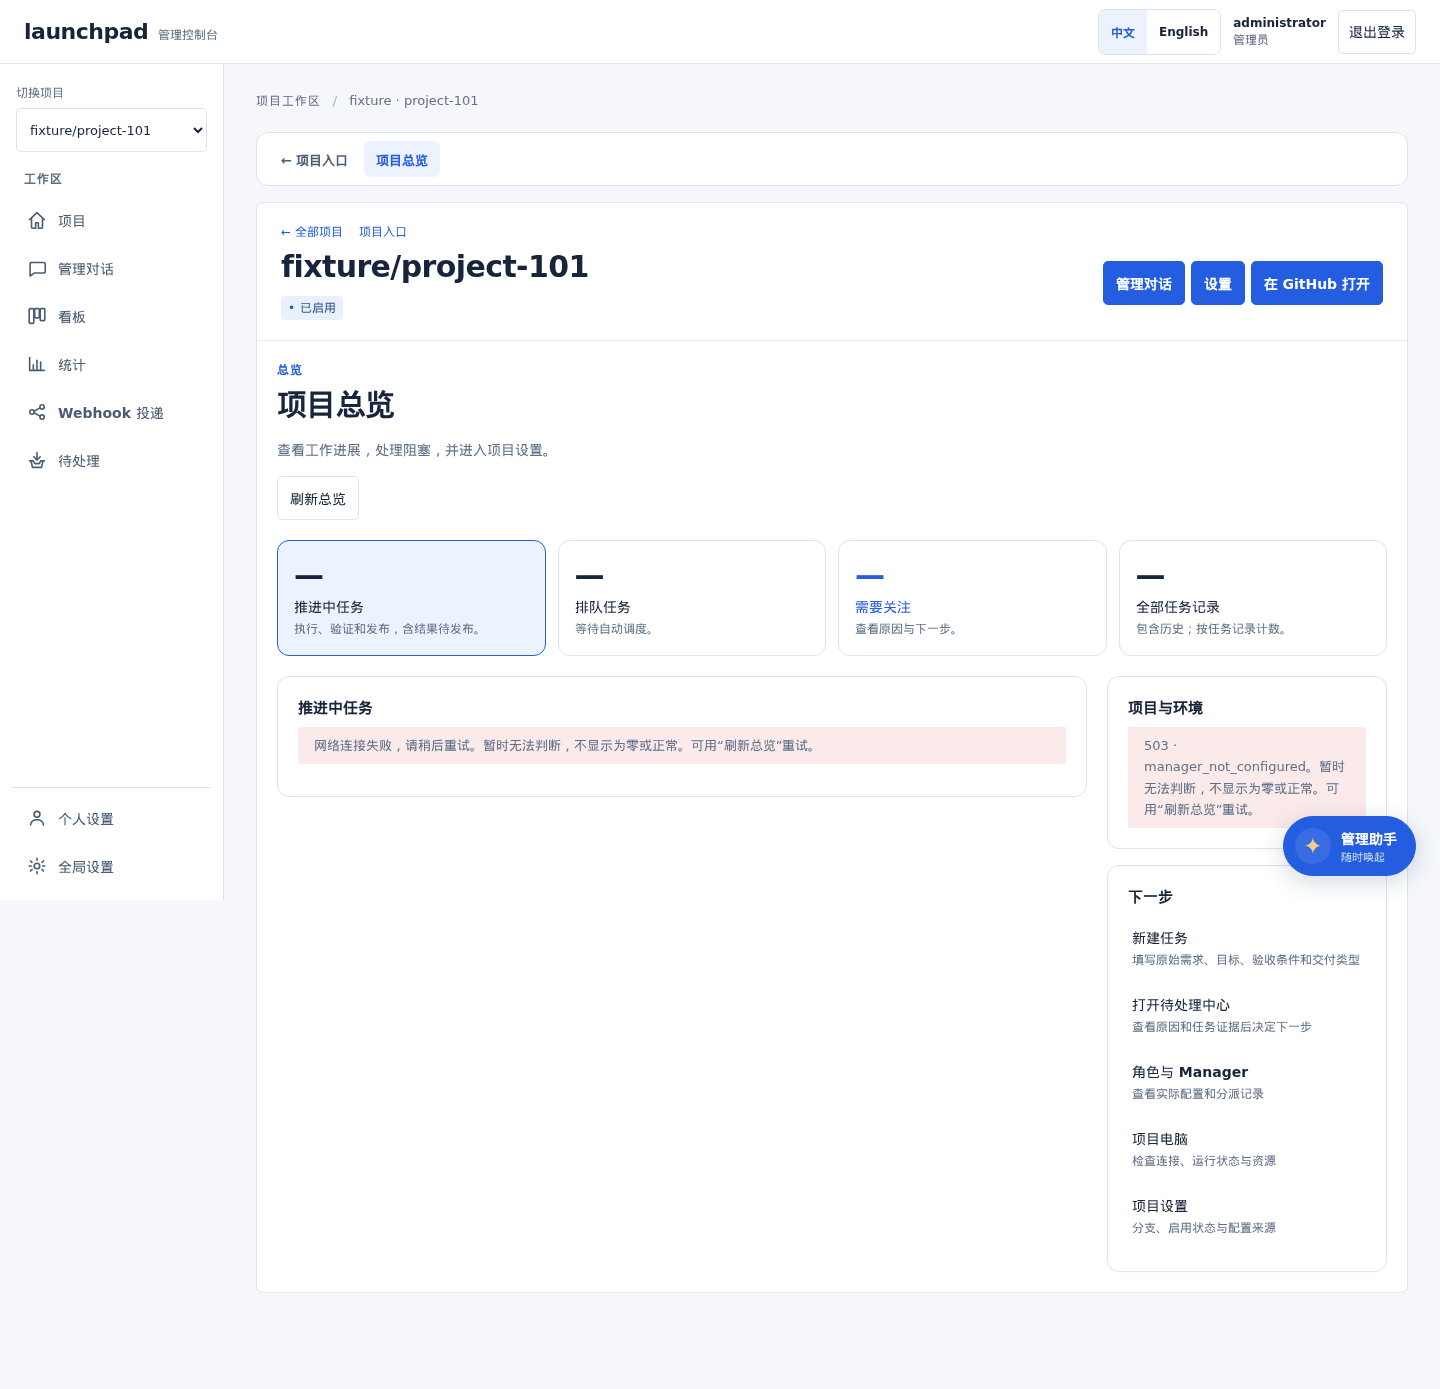 launchpad 管理控制台
中文 English
administrator
管理员
退出登录
切换项目
fixture/project-101
工作区
项目
管理对话
看板
统计
Webhook 投递
待处理
个人设置
全局设置
项目工作区 / fixture · project-101
← 项目入口 项目总览
← 全部项目 项目入口
fixture/project-101
• 已启用
管理对话 设置 在 GitHub 打开
总览
项目总览
查看工作进展，处理阻塞，并进入项目设置。
刷新总览
—
推进中任务
执行、验证和发布，含结果待发布。
—
排队任务
等待自动调度。
—
需要关注
查看原因与下一步。
—
全部任务记录
包含历史；按任务记录计数。
推进中任务
网络连接失败，请稍后重试。暂时无法判断，不显示为零或正常。可用“刷新总览”重试。
项目与环境
503 ·
manager_not_configured。暂时
无法判断，不显示为零或正常。可
用“刷新总览”重试。
管理助手
随时唤起
下一步
新建任务
填写原始需求、目标、验收条件和交付类型
打开待处理中心
查看原因和任务证据后决定下一步
角色与 Manager
查看实际配置和分派记录
项目电脑
检查连接、运行状态与资源
项目设置
分支、启用状态与配置来源